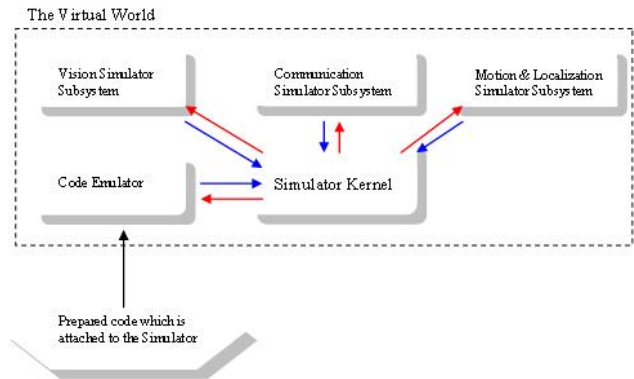 The Virtual World
Vision Simulator
Subsystem
Communication
Simulator Subsystem
Motion & Localization
Simulator Subsystem
Code Emulator
Simulator Kernel
Prepared code which is
attached to the Simulator